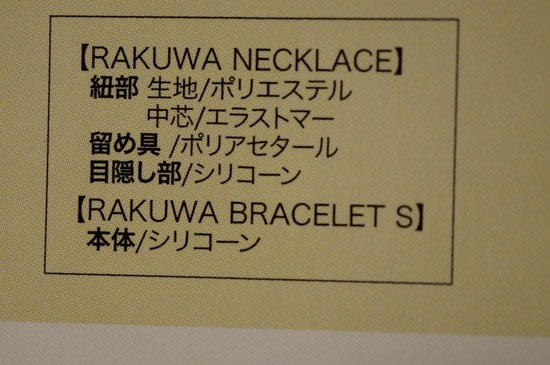 【RAKUWA NECKLACE】
紐部 生地/ポリエステル
中芯/エラストマー
留め具 /ポリアセタール
目隠し部/シリコーン
【RAKUWA BRACELET S】
本体/シリコーン